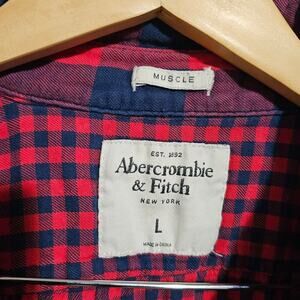 MUSCLE
EST. 1892
Abercrombie
& Fitch
NEW YORK
L
MADE IN CHINA